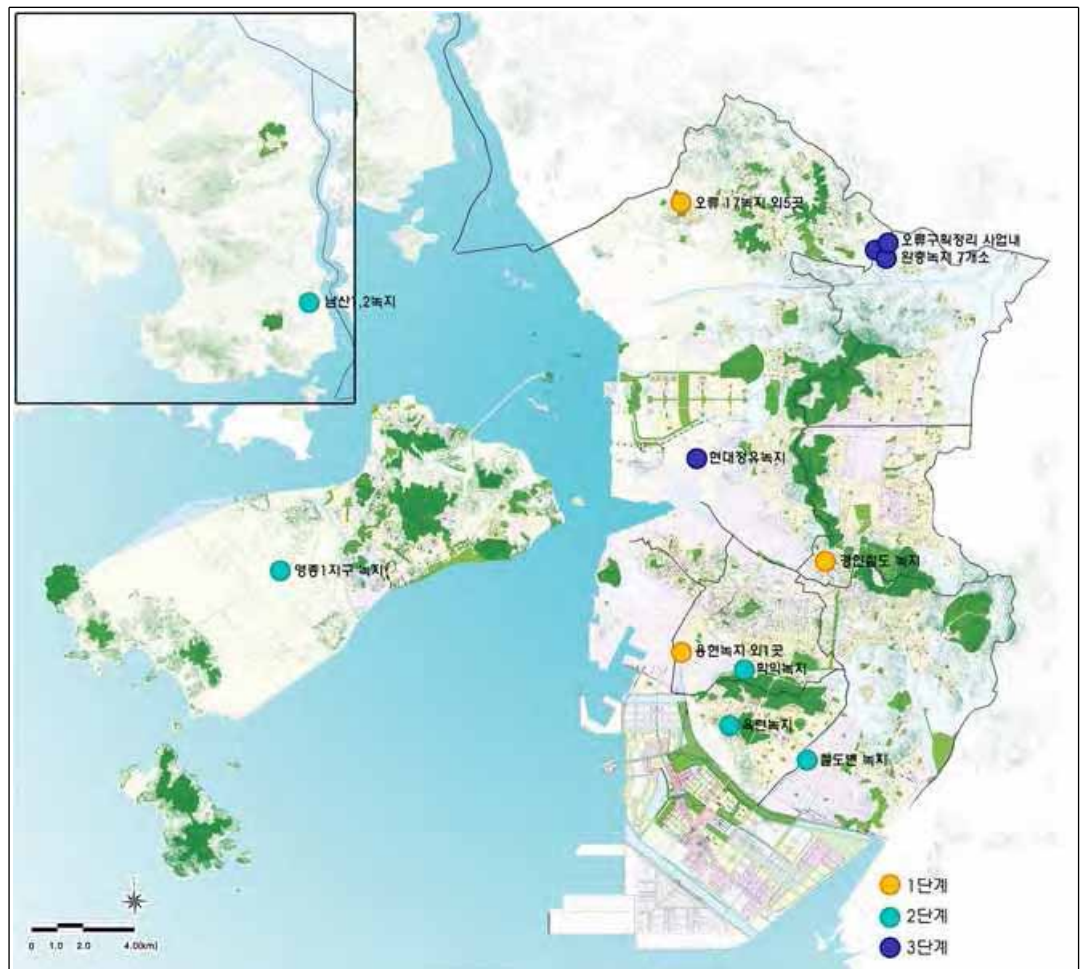 오류 17녹지 외5곳
오류구획정리 사업내
완충녹지 7개소
남산1,2녹지
현대정유녹지
영종1지구 녹지
경인철도 녹지
용현녹지 외1곳
학익녹지
옥련녹지
철도변 녹지
1단계
2단계
3단계
0 1.0 2.0 4.0(km)